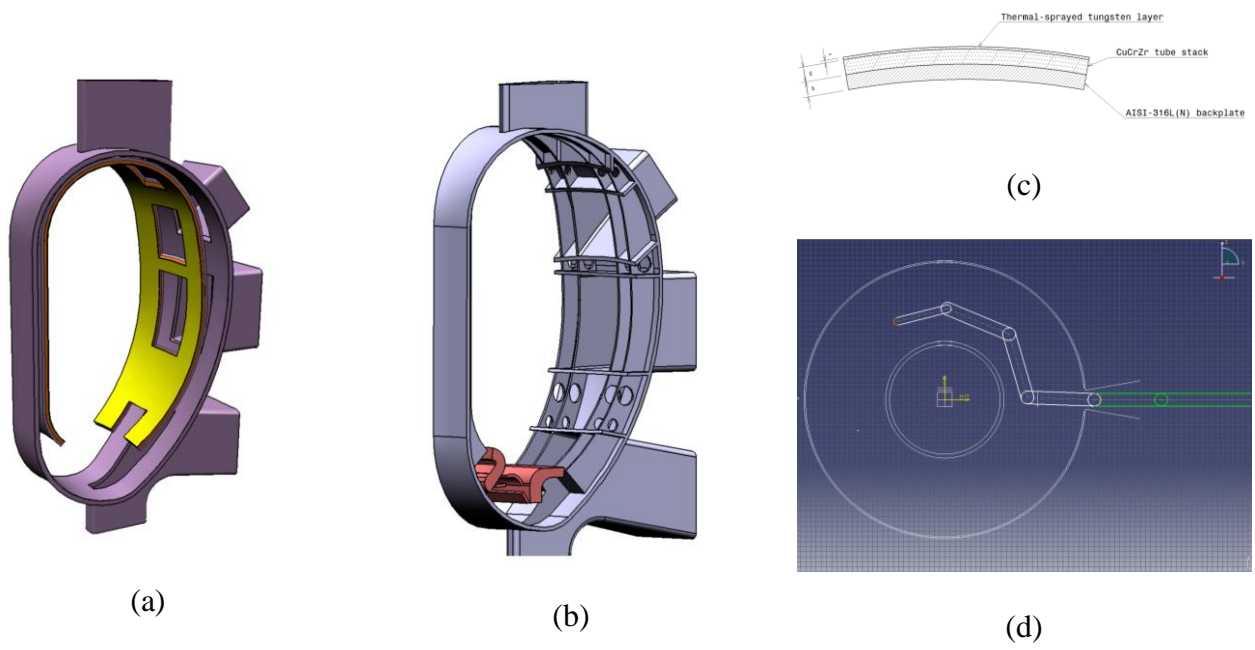 Thermal-sprayed tungsten layer
CuCrZr tube stack
AISI-316L(N) backplate
(c)
(a)
(b)
(d)